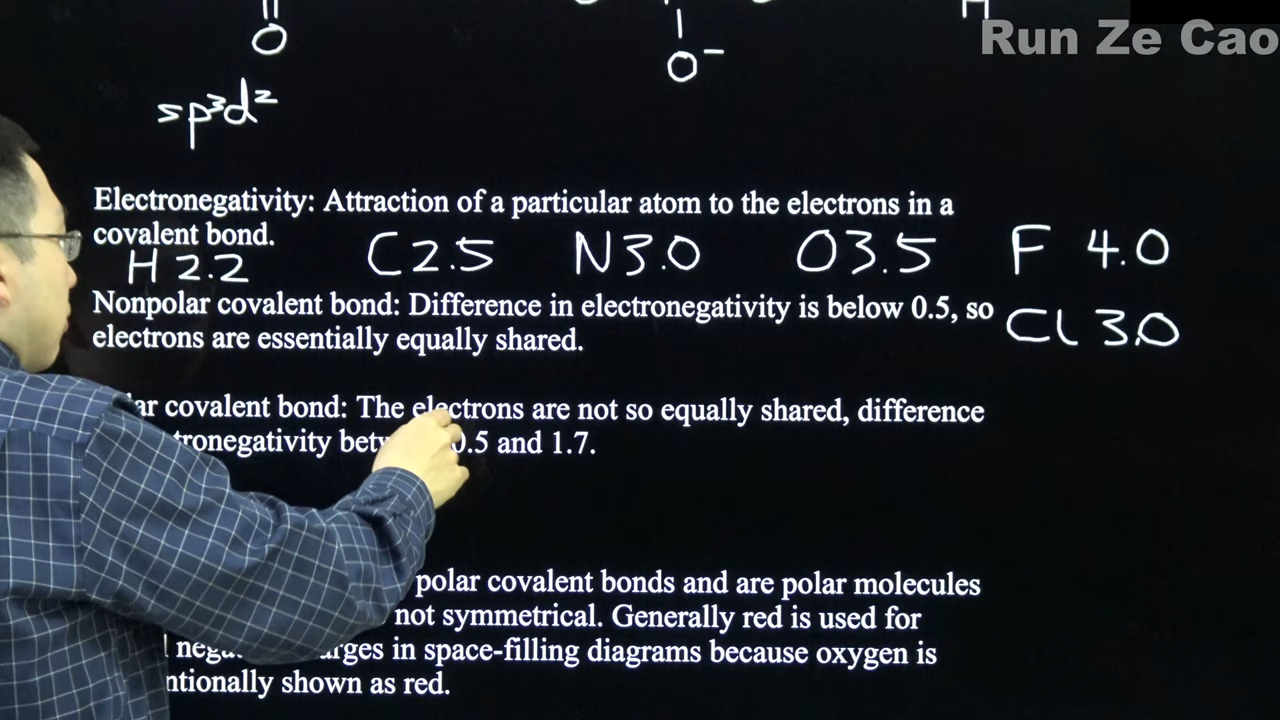 O
O⁻
H
Run Ze Cao
sp³d²
Electronegativity: Attraction of a particular atom to the electrons in a
covalent bond.
H 2.2 C 2.5 N 3.0 O 3.5 F 4.0
Nonpolar covalent bond: Difference in electronegativity is below 0.5, so
electrons are essentially equally shared.
Cl 3.0
covalent bond: The electrons are not so equally shared, difference
0.5 and 1.7.
polar covalent bonds and are polar molecules
not symmetrical. Generally red is used for
in space-filling diagrams because oxygen is
shown as red.